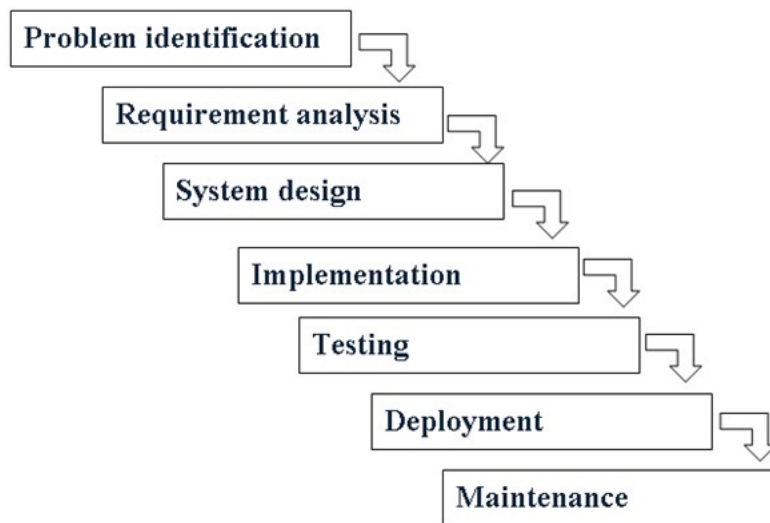 Problem identification
Requirement analysis
System design
Implementation
Testing
Deployment
Maintenance